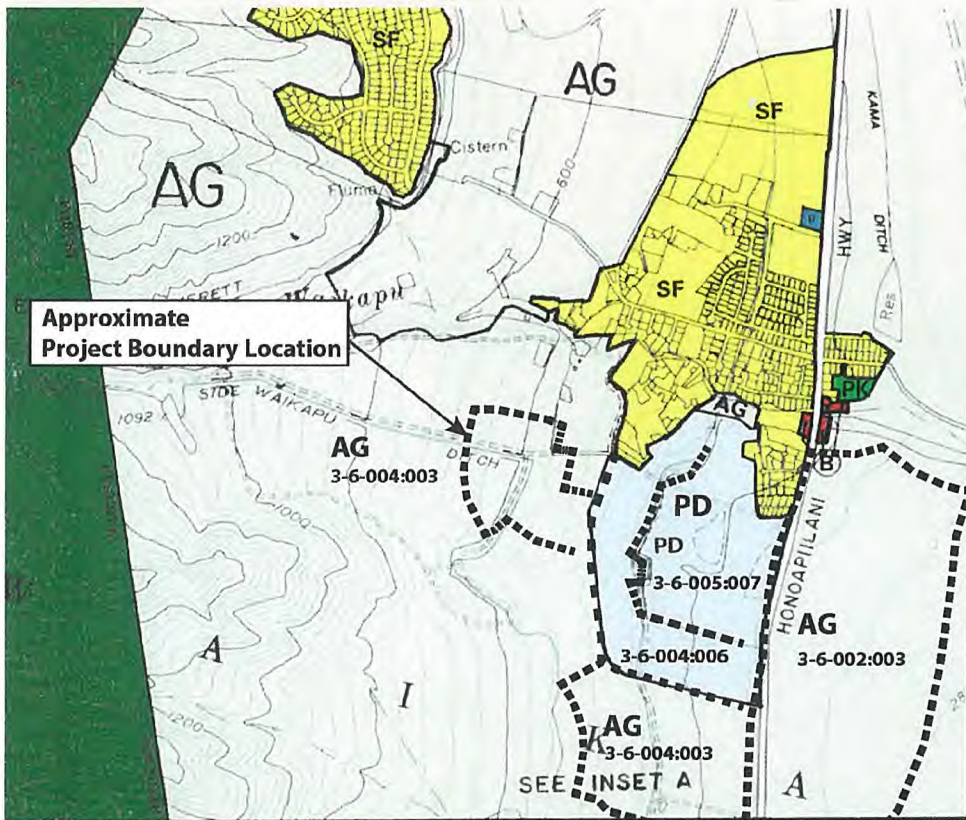 SF
AG
SF
KAMA
DITCH
HWY
Cistern
Flume
600
AG
1200
Waikapu
SF
Res
Approximate
Project Boundary Location
PK
SIDE WAIKAPU
DITCH
1092
AG
3-6-004:003
AG
B
PD
PD
3-6-005:007
HONOAPIILANI
1000
AG
3-6-002:003
3-6-004:006
A
I
K
AG
3-6-004:003
1200
SEE INSET A
A
28